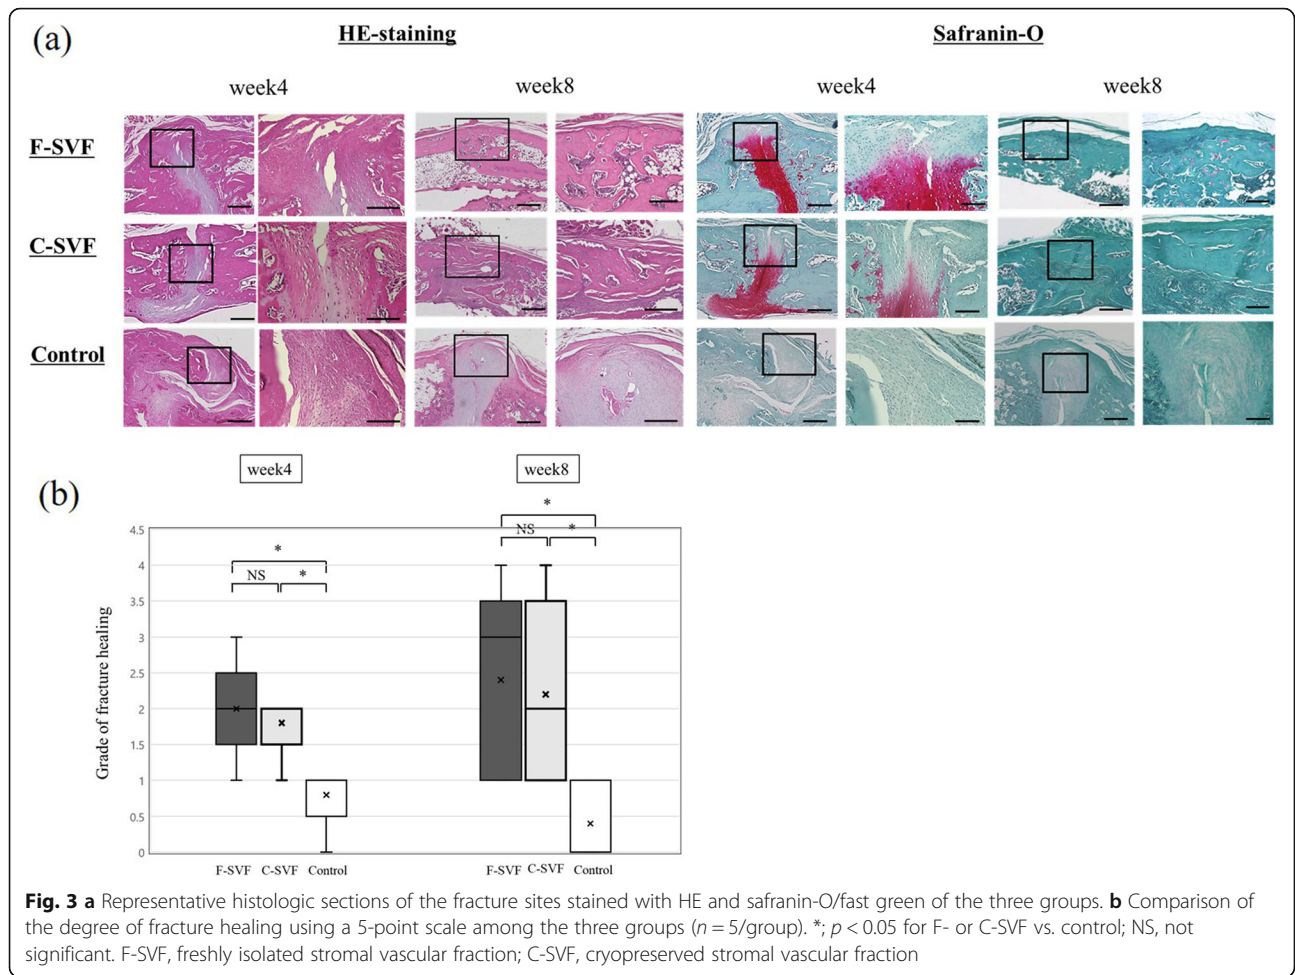 (a)
HE-staining
Safranin-O
week4
week8
week4
week8
F-SVF
C-SVF
Control
(b)
week4
week8
*
NS
*
*
NS
*
Grade of fracture healing
4.5
4
3.5
3
2.5
2
1.5
1
0.5
0
F-SVF C-SVF Control
F-SVF C-SVF Control
Fig. 3 a Representative histologic sections of the fracture sites stained with HE and safranin-O/fast green of the three groups. b Comparison of
the degree of fracture healing using a 5-point scale among the three groups (n = 5/group). *; p < 0.05 for F- or C-SVF vs. control; NS, not
significant. F-SVF, freshly isolated stromal vascular fraction; C-SVF, cryopreserved stromal vascular fraction